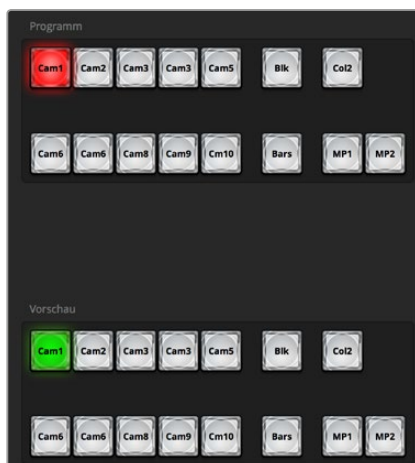 Programm
Cam1 Cam2 Cam3 Cam3 Cam5 Blk Col2
Cam6 Cam6 Cam8 Cam9 Cm10 Bars MP1 MP2
Vorschau
Cam1 Cam2 Cam3 Cam3 Cam5 Blk Col2
Cam6 Cam6 Cam8 Cam9 Cm10 Bars MP1 MP2